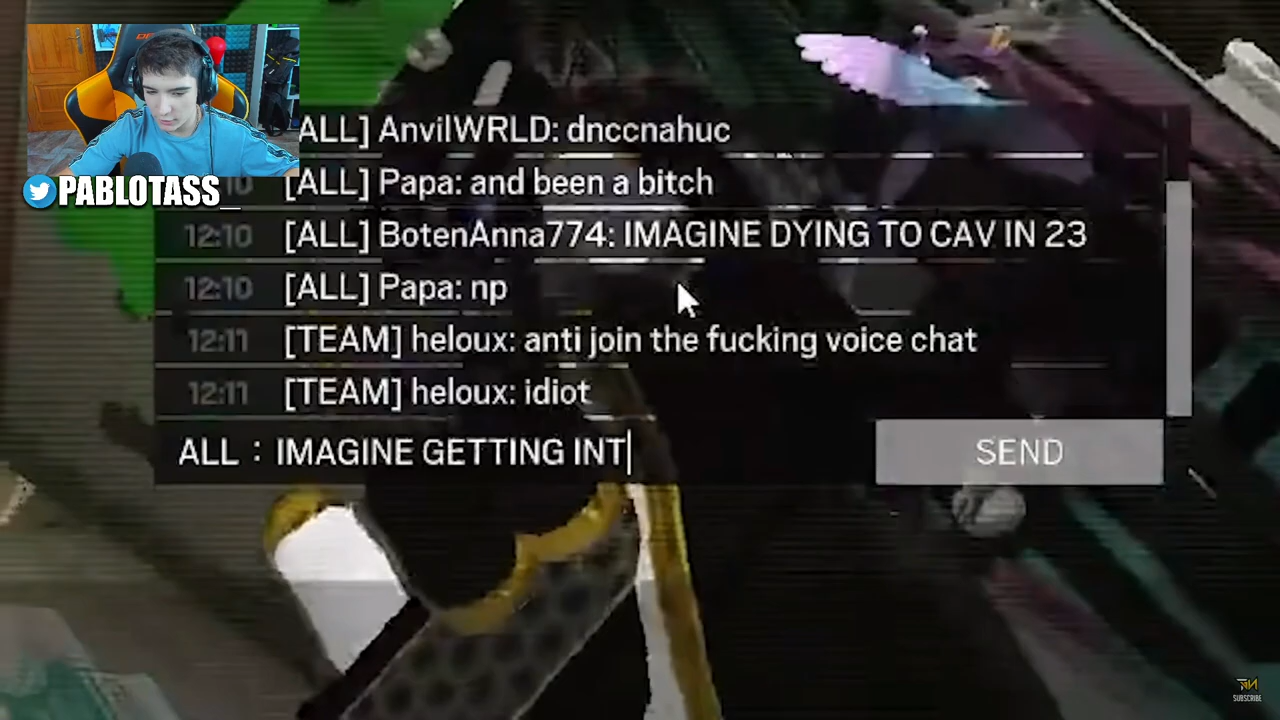 PABLOTASS_
ALL] AnvilWRLD: dnccnahuc
10 [ALL] Papa: and been a bitch
12:10 [ALL] BotenAnna774: IMAGINE DYING TO CAV IN 23
12:10 [ALL] Papa: np
12:11 [TEAM] heloux: anti join the fucking voice chat
12:11 [TEAM] heloux: idiot
ALL : IMAGINE GETTING INT
SEND
SUBSCRIBE